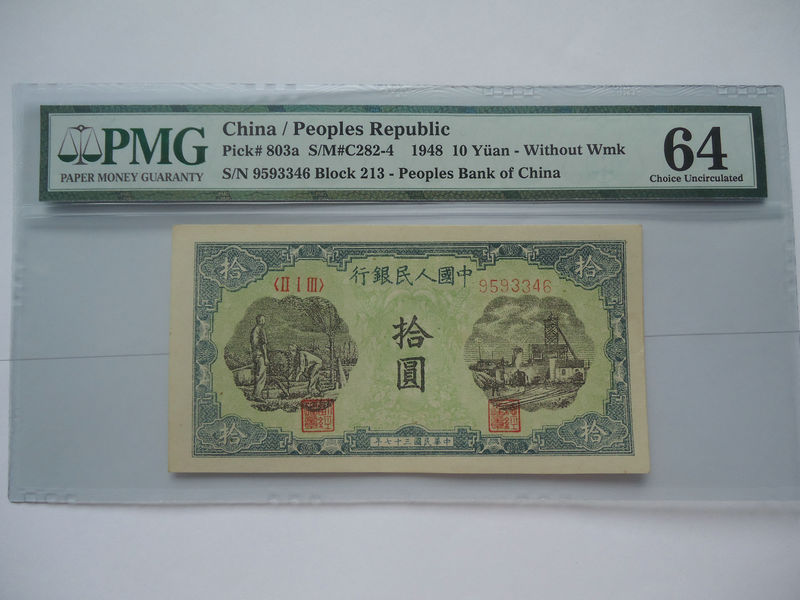 PMG
PAPER MONEY GUARANTY
China / Peoples Republic
Pick# 803a S/M#C282-4 1948 10 Yüan - Without Wmk
S/N 9593346 Block 213 - Peoples Bank of China
64
Choice Uncirculated
拾
拾
行銀民人國中
〈II I III〉
9593346
拾
圓
拾
拾
年七十三國民華中